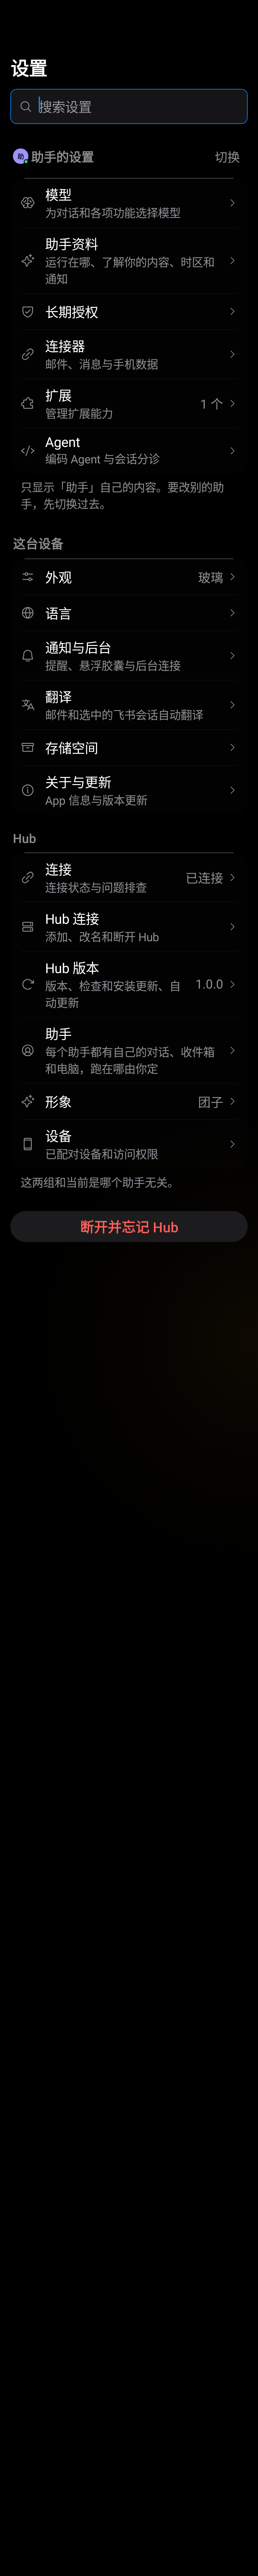 设置
搜索设置
助 助手的设置 切换
模型
为对话和各项功能选择模型
助手资料
运行在哪、了解你的内容、时区和
通知
长期授权
连接器
邮件、消息与手机数据
扩展 1 个
管理扩展能力
Agent
编码 Agent 与会话分诊
只显示「助手」自己的内容。要改别的助
手，先切换过去。
这台设备
外观 玻璃
语言
通知与后台
提醒、悬浮胶囊与后台连接
翻译
邮件和选中的飞书会话自动翻译
存储空间
关于与更新
App 信息与版本更新
Hub
连接 已连接
连接状态与问题排查
Hub 连接
添加、改名和断开 Hub
Hub 版本 1.0.0
版本、检查和安装更新、自
动更新
助手
每个助手都有自己的对话、收件箱
和电脑，跑在哪由你定
形象 团子
设备
已配对设备和访问权限
这两组和当前是哪个助手无关。
断开并忘记 Hub